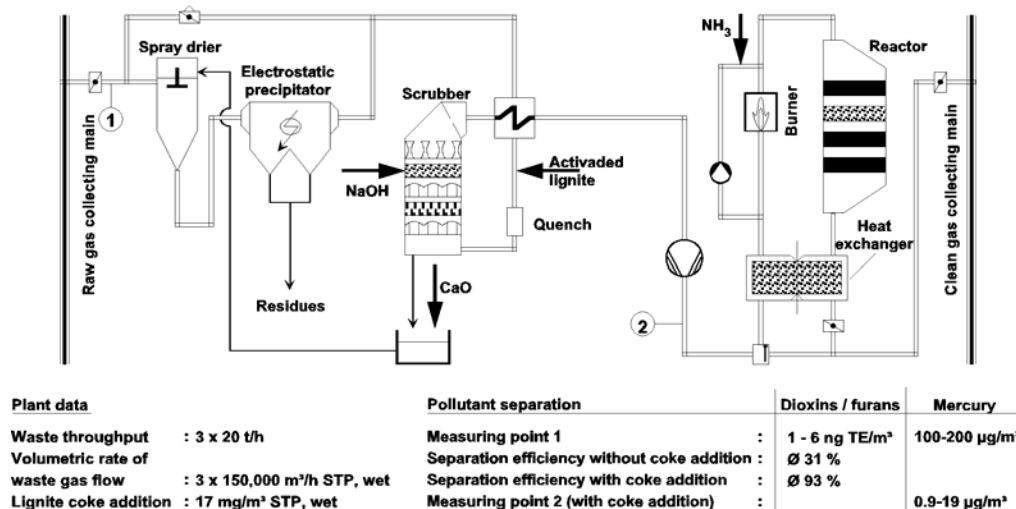 NH3
Spray drier
Reactor
Electrostatic
precipitator
Scrubber
Burner
1
Raw gas collecting main
Clean gas collecting main
Activaded
lignite
NaOH
Quench
Heat
exchanger
CaO
Residues
2
Plant data
Pollutant separation Dioxins / furans Mercury
Waste throughput : 3 x 20 t/h Measuring point 1 : 1 - 6 ng TE/m³ 100-200 µg/m³
Volumetric rate of Separation efficiency without coke addition : Ø 31 %
waste gas flow : 3 x 150,000 m³/h STP, wet Separation efficiency with coke addition : Ø 93 %
Lignite coke addition : 17 mg/m³ STP, wet Measuring point 2 (with coke addition) : 0.9-19 µg/m³